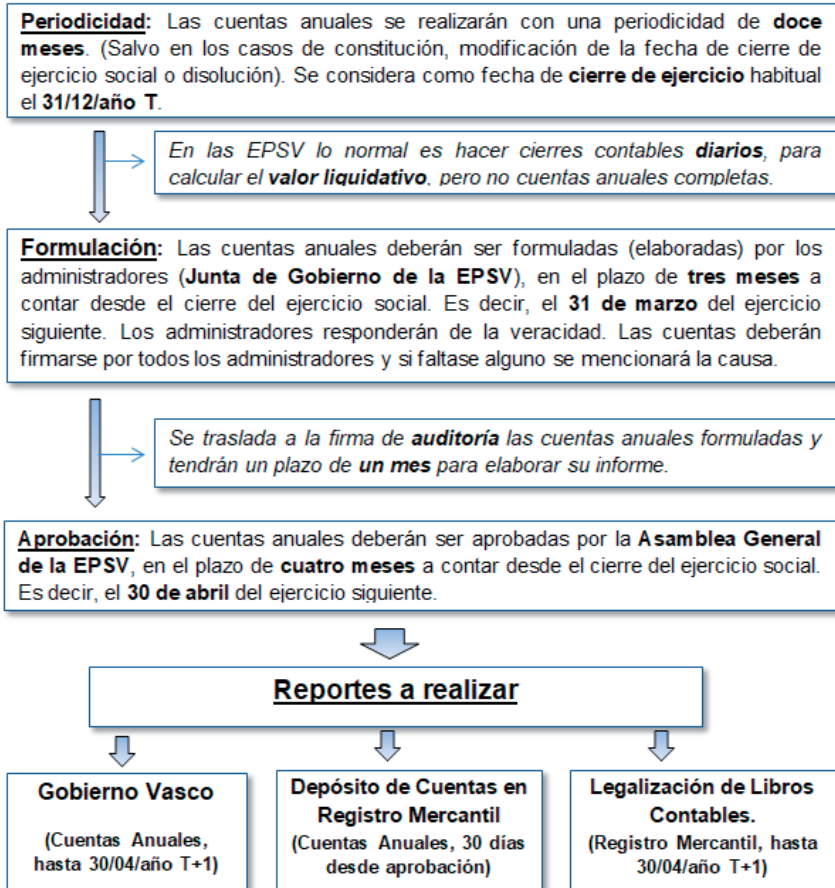 Periodicidad: Las cuentas anuales se realizarán con una periodicidad de doce
meses. (Salvo en los casos de constitución, modificación de la fecha de cierre de
ejercicio social o disolución). Se considera como fecha de cierre de ejercicio habitual
el 31/12/año T.
En las EPSV lo normal es hacer cierres contables diarios, para
calcular el valor liquidativo, pero no cuentas anuales completas.
Formulación: Las cuentas anuales deberán ser formuladas (elaboradas) por los
administradores (Junta de Gobierno de la EPSV), en el plazo de tres meses a
contar desde el cierre del ejercicio social. Es decir, el 31 de marzo del ejercicio
siguiente. Los administradores responderán de la veracidad. Las cuentas deberán
firmarse por todos los administradores y si faltase alguno se mencionará la causa.
Se traslada a la firma de auditoría las cuentas anuales formuladas y
tendrán un plazo de un mes para elaborar su informe.
Aprobación: Las cuentas anuales deberán ser aprobadas por la Asamblea General
de la EPSV, en el plazo de cuatro meses a contar desde el cierre del ejercicio social.
Es decir, el 30 de abril del ejercicio siguiente.
Reportes a realizar
Gobierno Vasco
(Cuentas Anuales,
hasta 30/04/año T+1)
Depósito de Cuentas en
Registro Mercantil
(Cuentas Anuales, 30 días
desde aprobación)
Legalización de Libros
Contables.
(Registro Mercantil, hasta
30/04/año T+1)